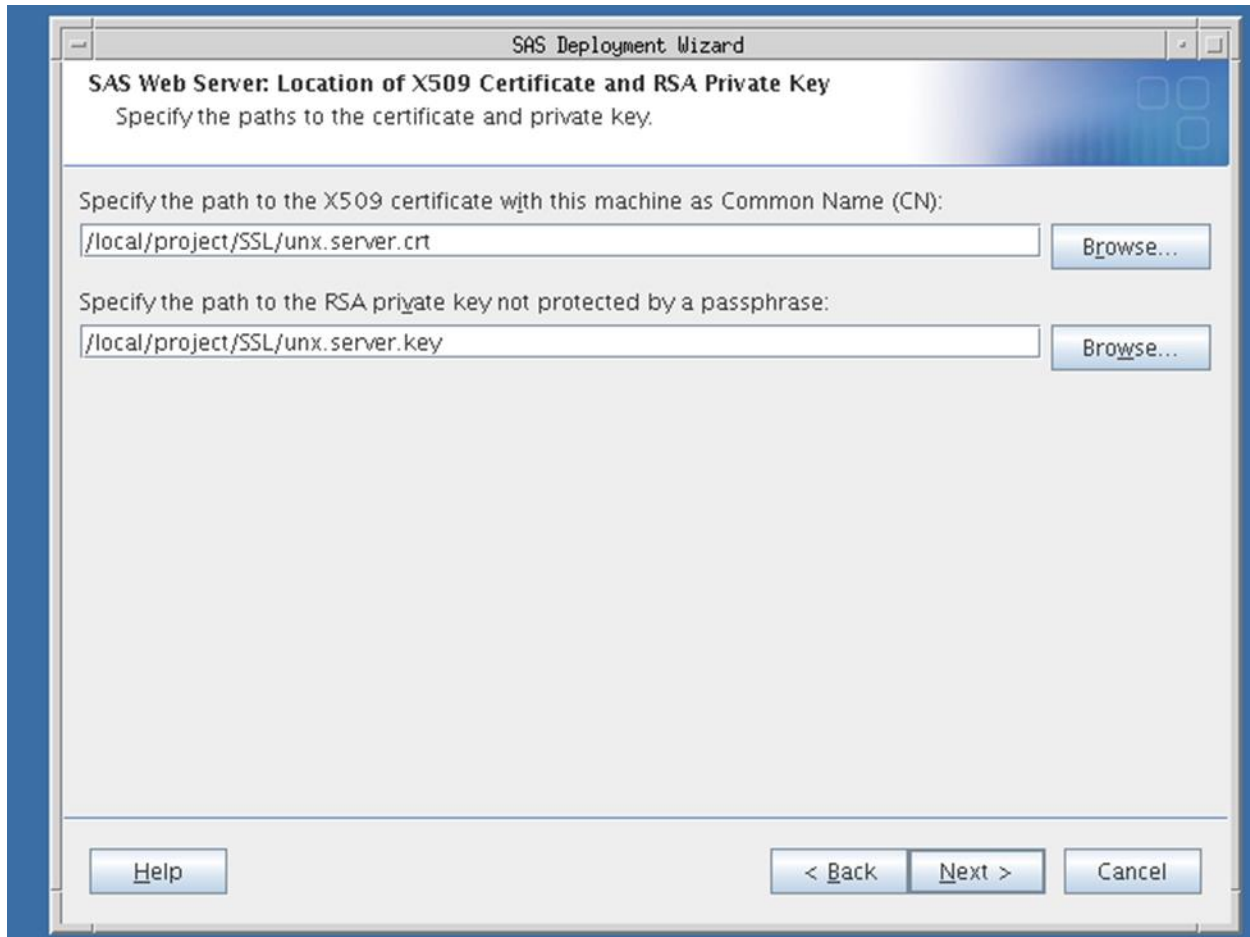 SAS Deployment Wizard
SAS Web Server: Location of X509 Certificate and RSA Private Key
Specify the paths to the certificate and private key.
Specify the path to the X509 certificate with this machine as Common Name (CN):
/local/project/SSL/unx.server.crt
Browse...
Specify the path to the RSA private key not protected by a passphrase:
/local/project/SSL/unx.server.key
Browse...
Help
< Back
Next >
Cancel